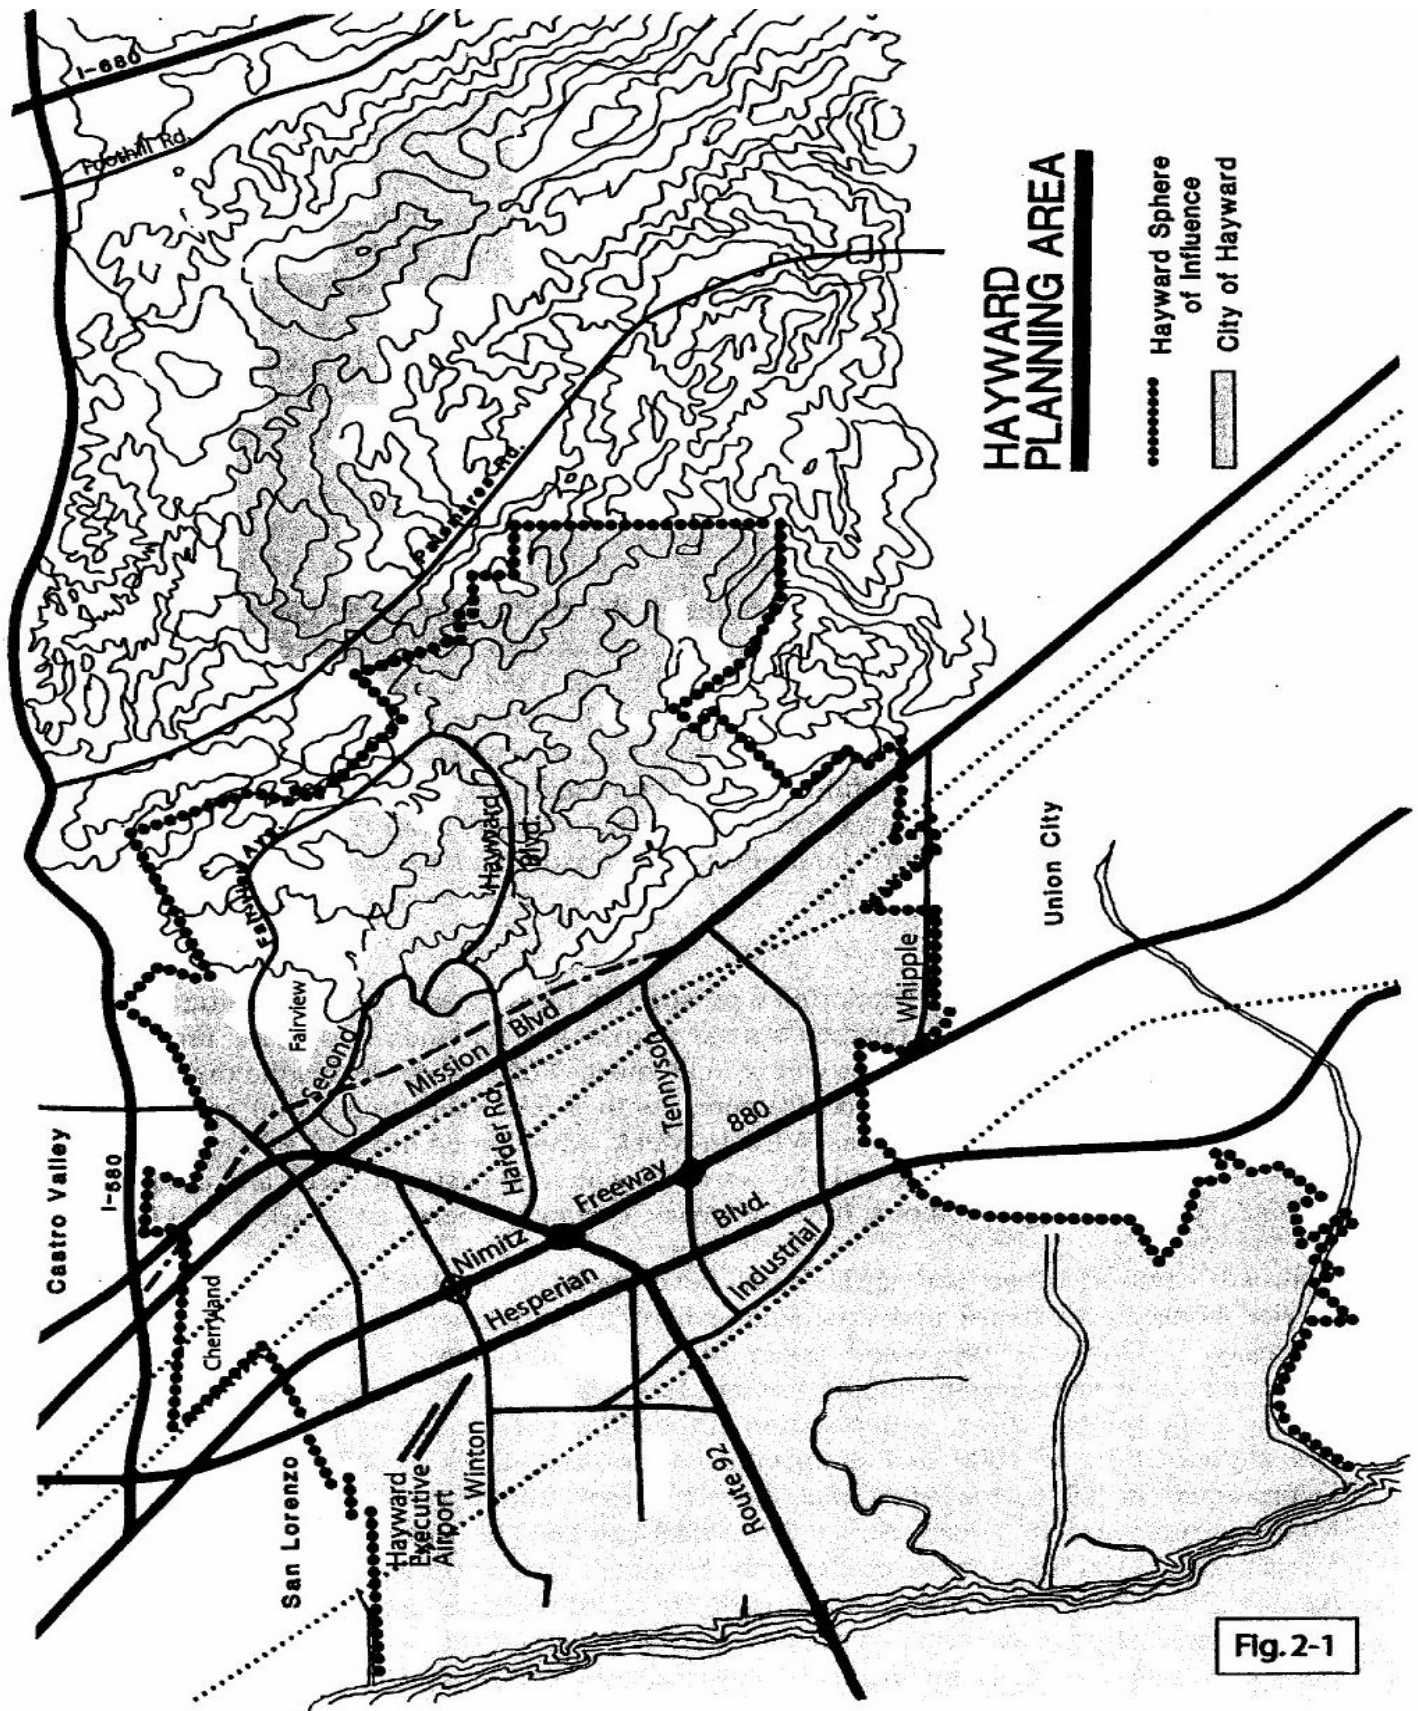 HAYWARD
PLANNING AREA
Hayward Sphere
of Influence
City of Hayward
I-680
Foothill Rd.
Palomares Rd.
Fairview Ave.
Hayward
Blvd.
Fairview
Second
Mission Blvd
Harder Rd.
Tennyson
Whipple
Union City
Castro Valley
I-580
Cherryland
Nimitz Freeway 880
Hesperian Blvd.
Industrial
San Lorenzo
Hayward
Executive
Airport
Winton
Route 92
Fig. 2-1